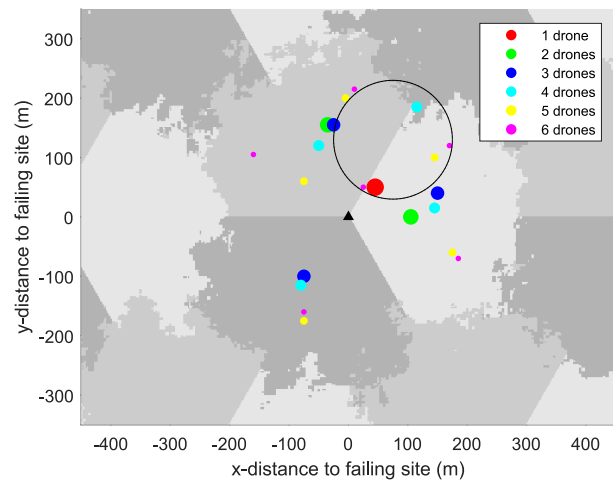 1 drone
2 drones
3 drones
4 drones
5 drones
6 drones
300
200
100
0
-100
-200
-300
y-distance to failing site (m)
-400 -300 -200 -100 0 100 200 300 400
x-distance to failing site (m)